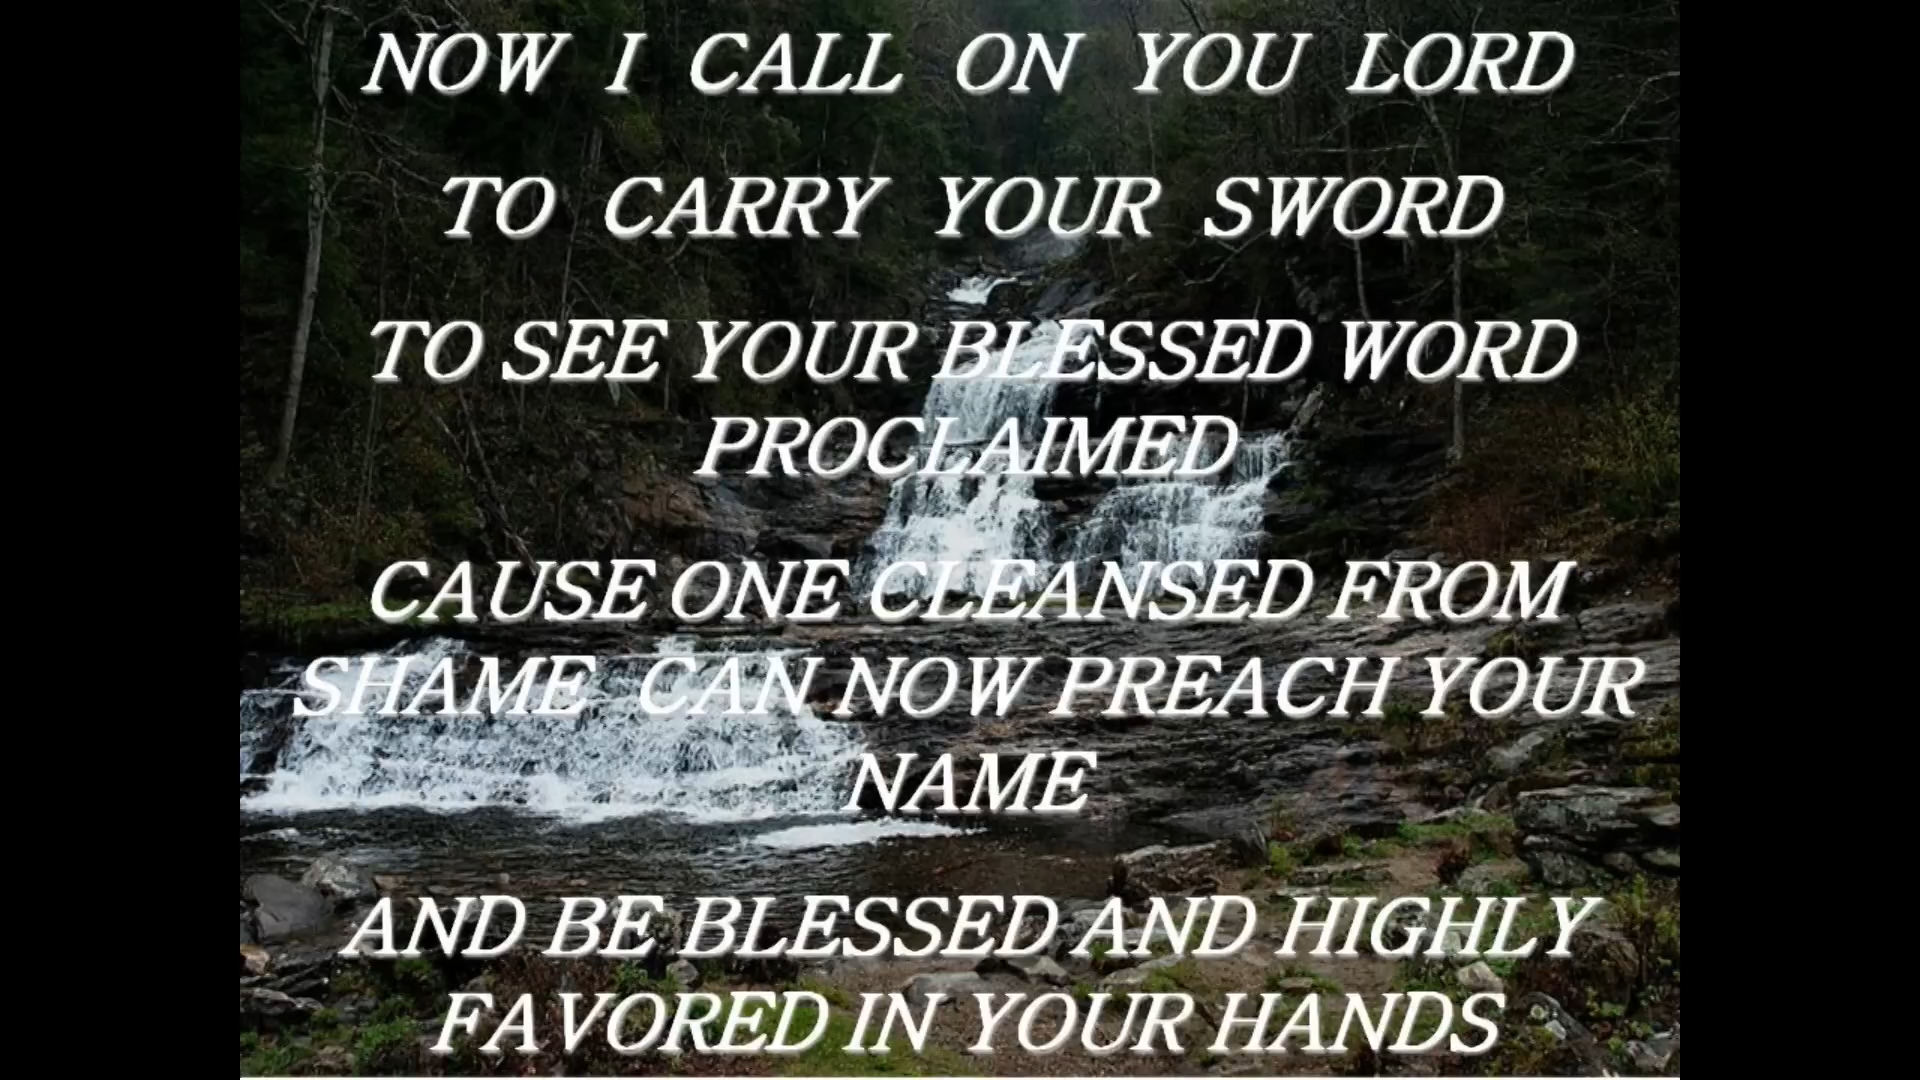 NOW I CALL ON YOU LORD
TO CARRY YOUR SWORD
TO SEE YOUR BLESSED WORD
PROCLAIMED
CAUSE ONE CLEANSED FROM
SHAME CAN NOW PREACH YOUR
NAME
AND BE BLESSED AND HIGHLY
FAVORED IN YOUR HANDS